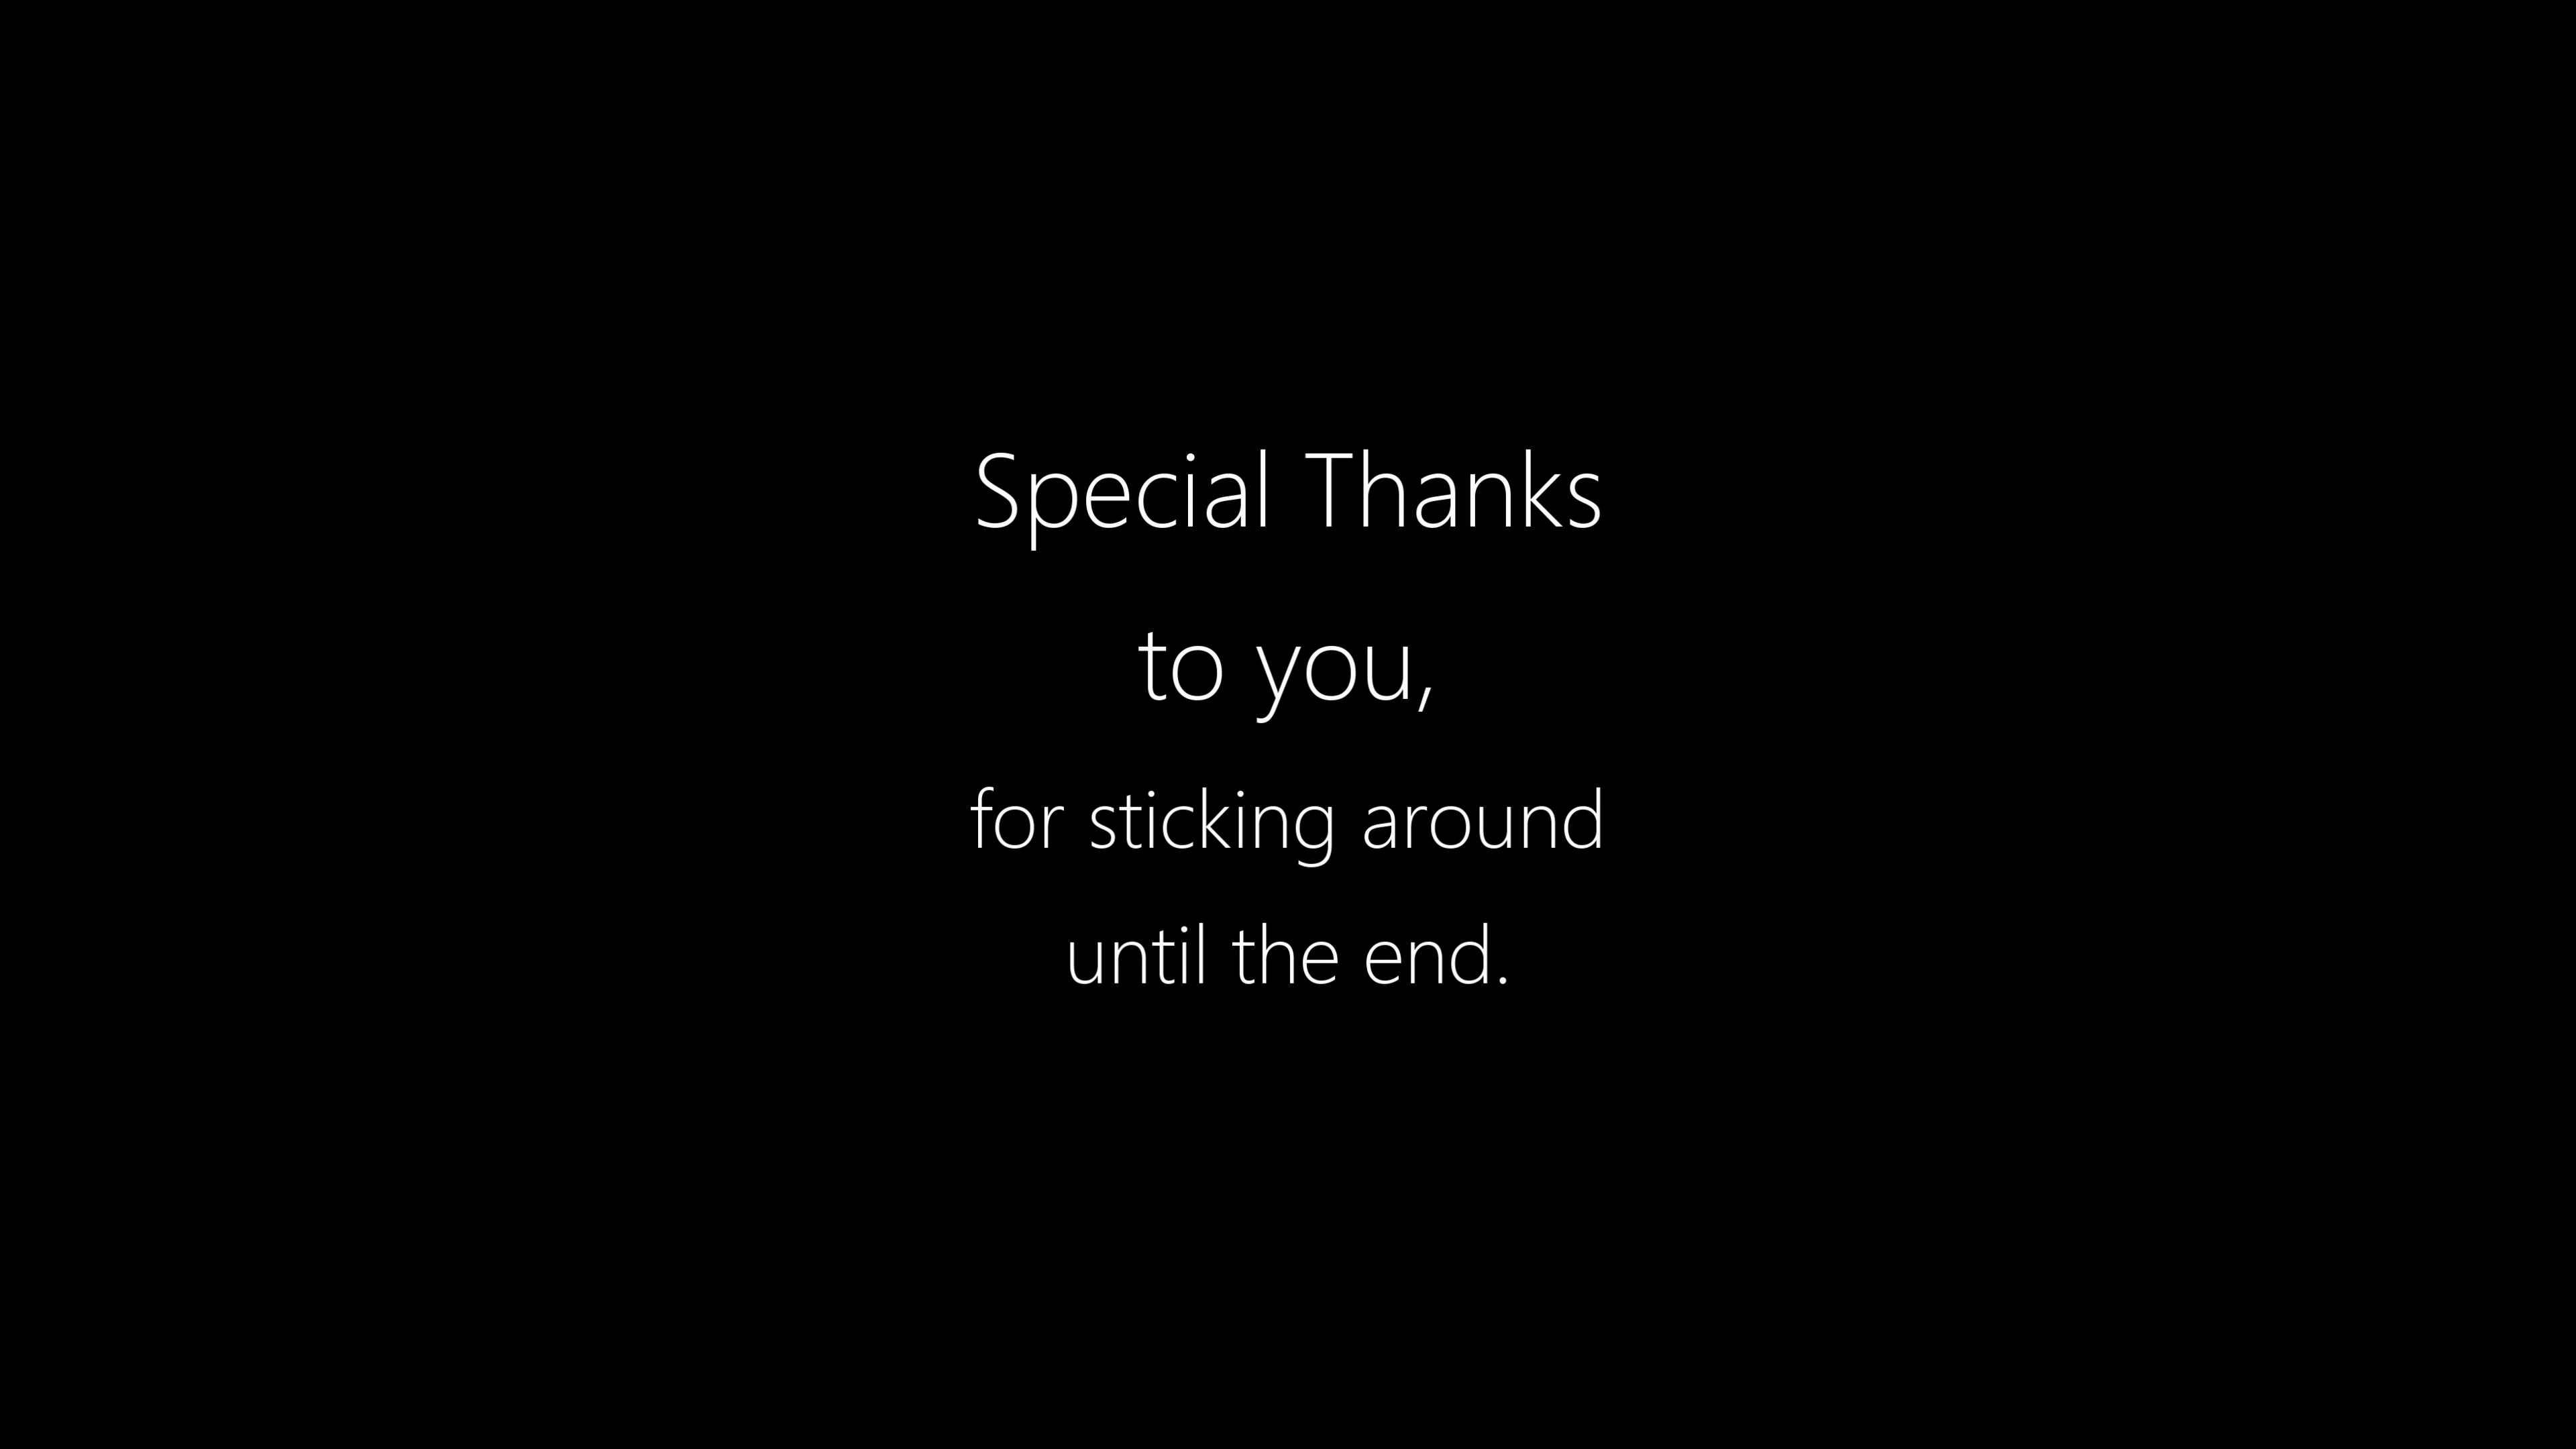 Special Thanks
to you,
for sticking around
until the end.